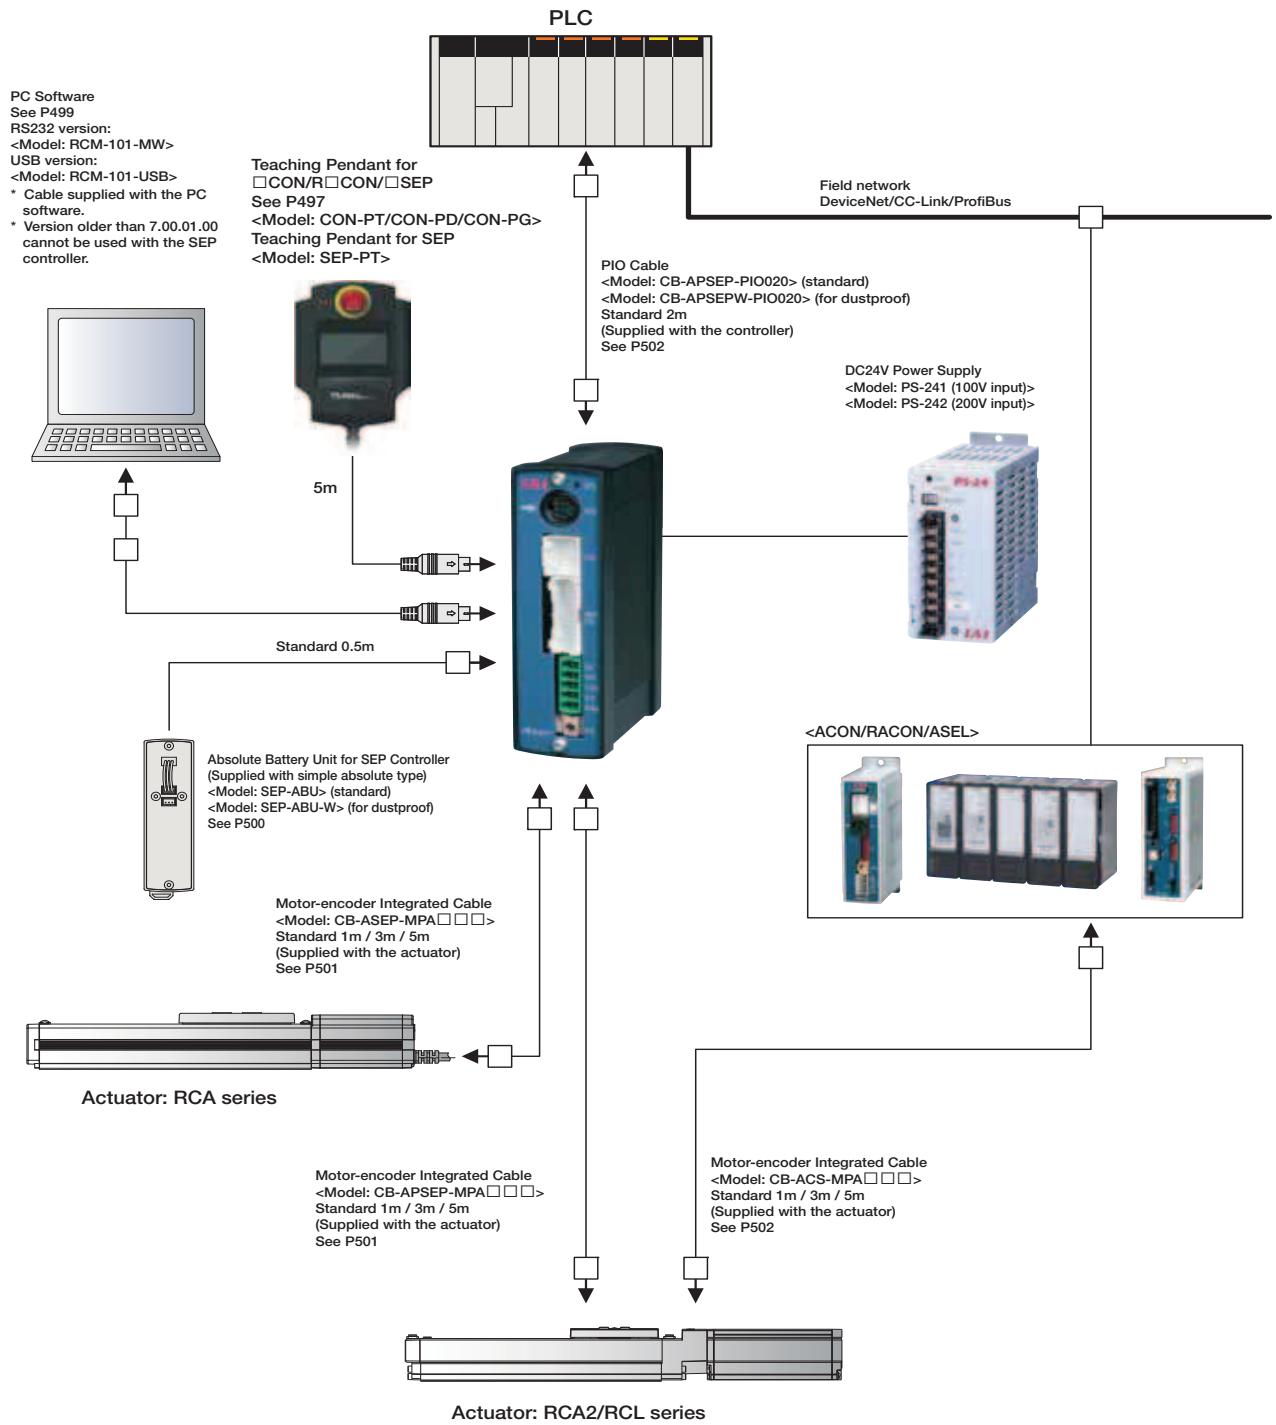 PLC
PC Software
See P499
RS232 version:
<Model: RCM-101-MW>
USB version:
<Model: RCM-101-USB>
* Cable supplied with the PC
software.
* Version older than 7.00.01.00
cannot be used with the SEP
controller.
Teaching Pendant for
□CON/R□CON/□SEP
See P497
<Model: CON-PT/CON-PD/CON-PG>
Teaching Pendant for SEP
<Model: SEP-PT>
Field network
DeviceNet/CC-Link/ProfiBus
PIO Cable
<Model: CB-APSEP-PIO020> (standard)
<Model: CB-APSEPW-PIO020> (for dustproof)
Standard 2m
(Supplied with the controller)
See P502
DC24V Power Supply
<Model: PS-241 (100V input)>
<Model: PS-242 (200V input)>
PS-24
5m
Standard 0.5m
Absolute Battery Unit for SEP Controller
(Supplied with simple absolute type)
<Model: SEP-ABU> (standard)
<Model: SEP-ABU-W> (for dustproof)
See P500
<ACON/RACON/ASEL>
Motor-encoder Integrated Cable
<Model: CB-ASEP-MPA□□□>
Standard 1m / 3m / 5m
(Supplied with the actuator)
See P501
Actuator: RCA series
Motor-encoder Integrated Cable
<Model: CB-APSEP-MPA□□□>
Standard 1m / 3m / 5m
(Supplied with the actuator)
See P501
Motor-encoder Integrated Cable
<Model: CB-ACS-MPA□□□>
Standard 1m / 3m / 5m
(Supplied with the actuator)
See P502
Actuator: RCA2/RCL series